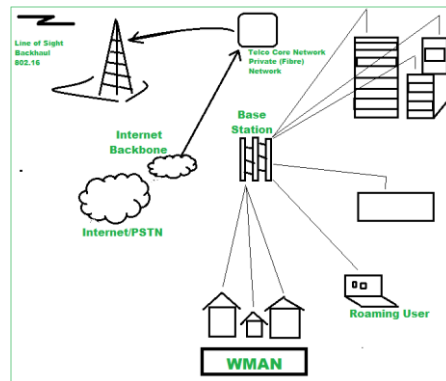 Line of Sight
Backhaul
802.16
Telco Core Network
Private (Fibre)
Network
Base
Station
Internet
Backbone
Internet/PSTN
Roaming User
WMAN